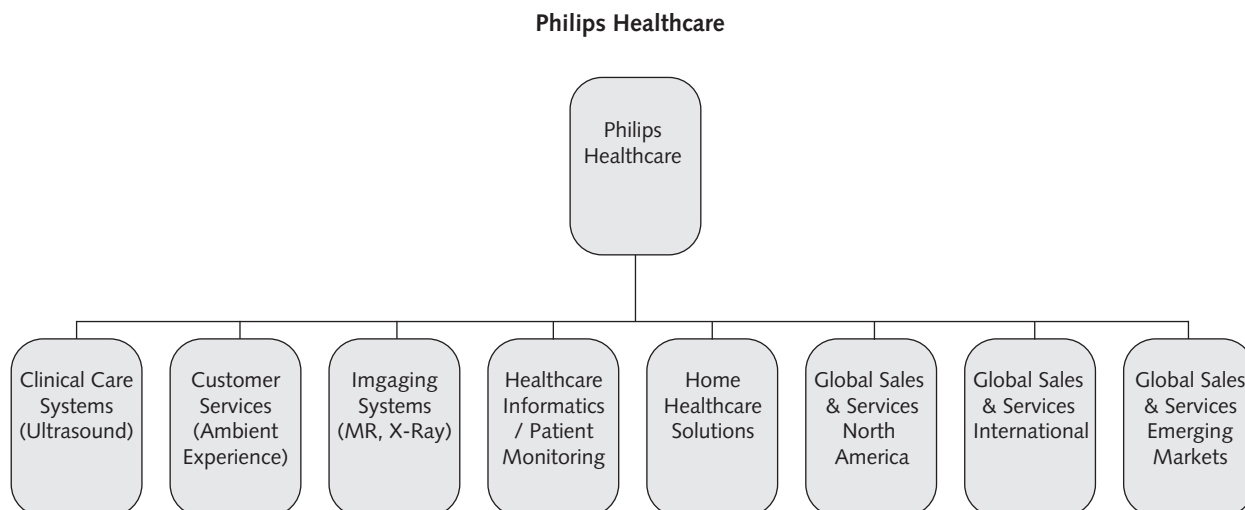 Philips Healthcare
Philips
Healthcare
Clinical Care
Systems
(Ultrasound)
Customer
Services
(Ambient
Experience)
Imgaging
Systems
(MR, X-Ray)
Healthcare
Informatics
/ Patient
Monitoring
Home
Healthcare
Solutions
Global Sales
& Services
North
America
Global Sales
& Services
International
Global Sales
& Services
Emerging
Markets